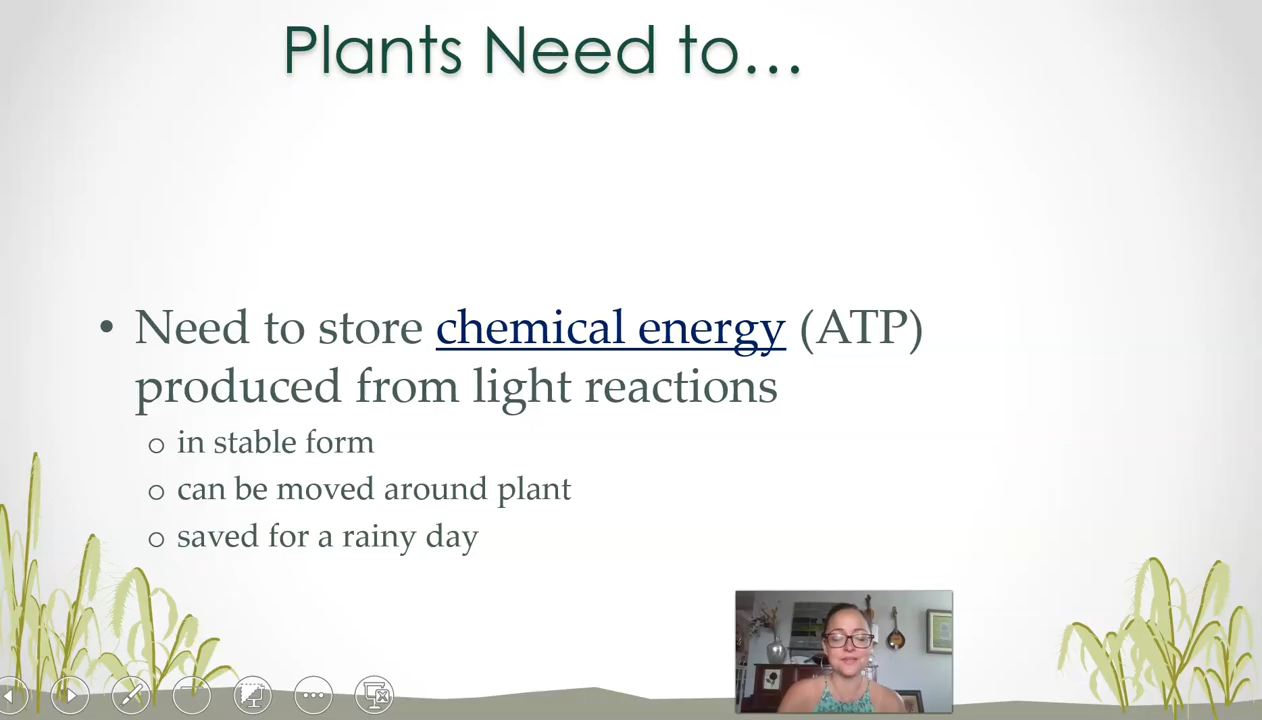 Plants Need to…
• Need to store chemical energy (ATP)
produced from light reactions
o in stable form
o can be moved around plant
o saved for a rainy day